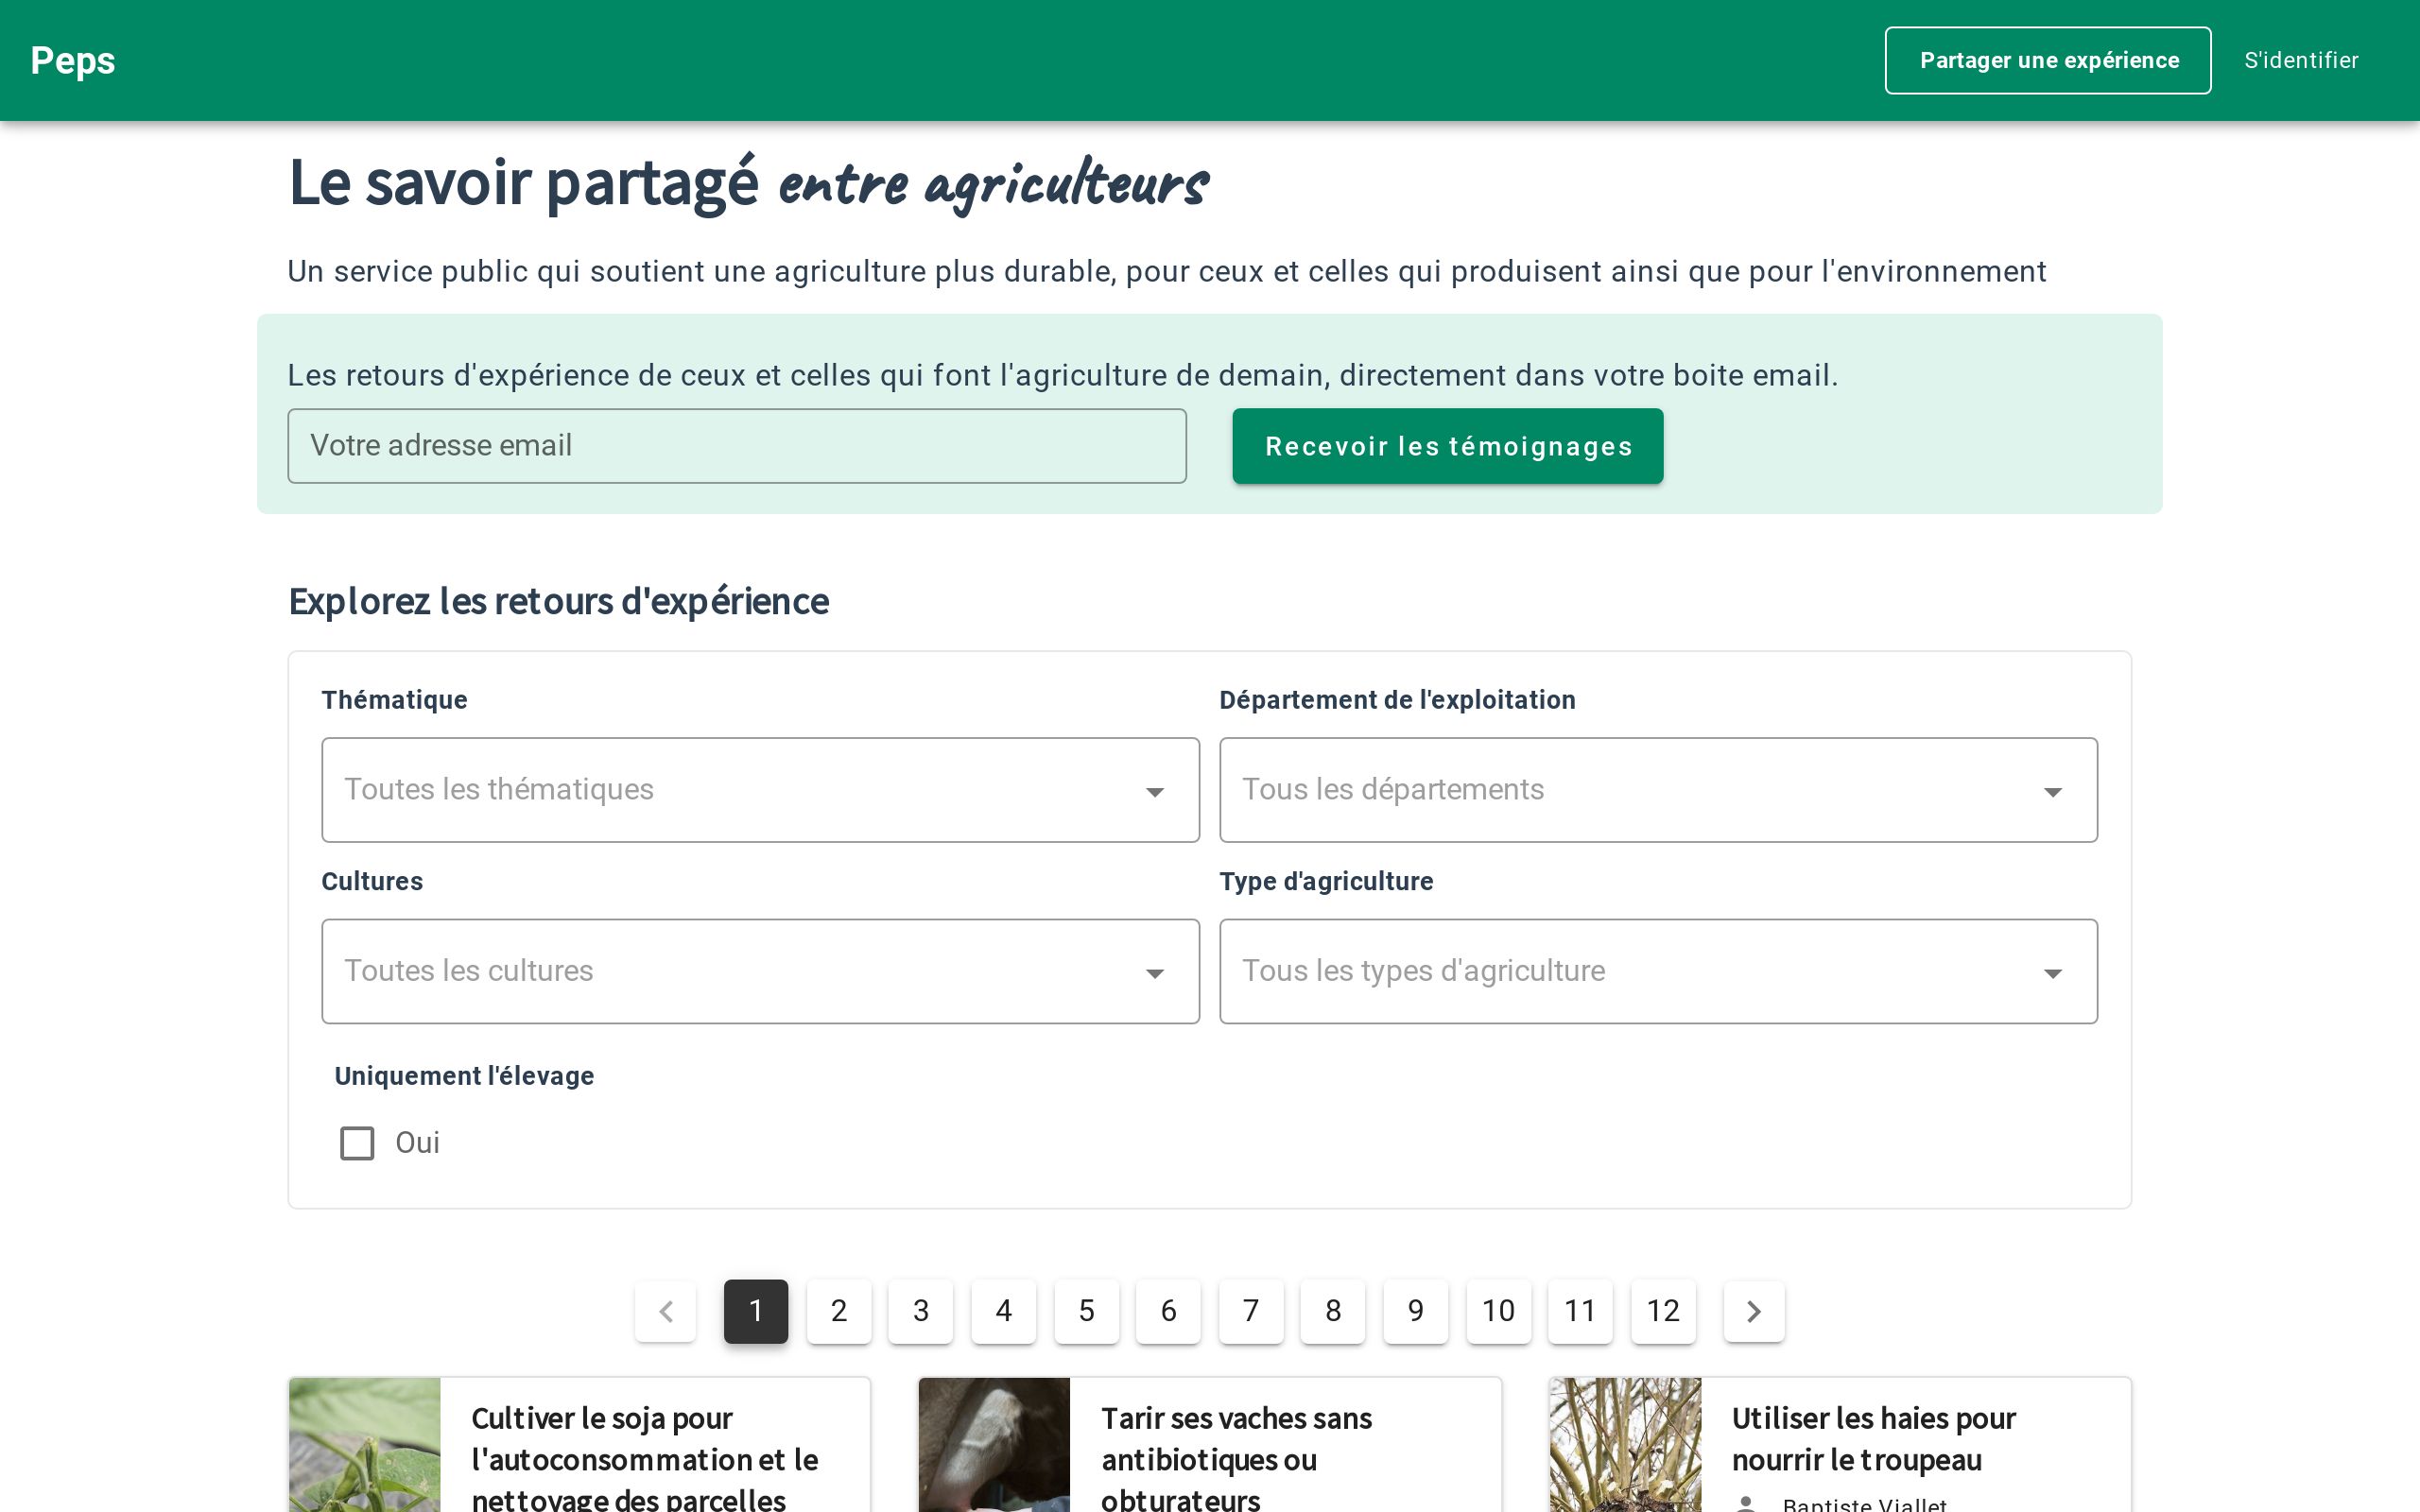 Peps
Partager une expérience
S'identifier
Le savoir partagé entre agriculteurs
Un service public qui soutient une agriculture plus durable, pour ceux et celles qui produisent ainsi que pour l'environnement
Les retours d'expérience de ceux et celles qui font l'agriculture de demain, directement dans votre boite email.
Votre adresse email
Recevoir les témoignages
Explorez les retours d'expérience
Thématique
Département de l'exploitation
Toutes les thématiques
Tous les départements
Cultures
Type d'agriculture
Toutes les cultures
Tous les types d'agriculture
Uniquement l'élevage
Oui
1 2 3 4 5 6 7 8 9 10 11 12
Cultiver le soja pour
l'autoconsommation et le
nettoyage des parcelles
Tarir ses vaches sans
antibiotiques ou
obturateurs
Utiliser les haies pour
nourrir le troupeau
Baptiste Viallet